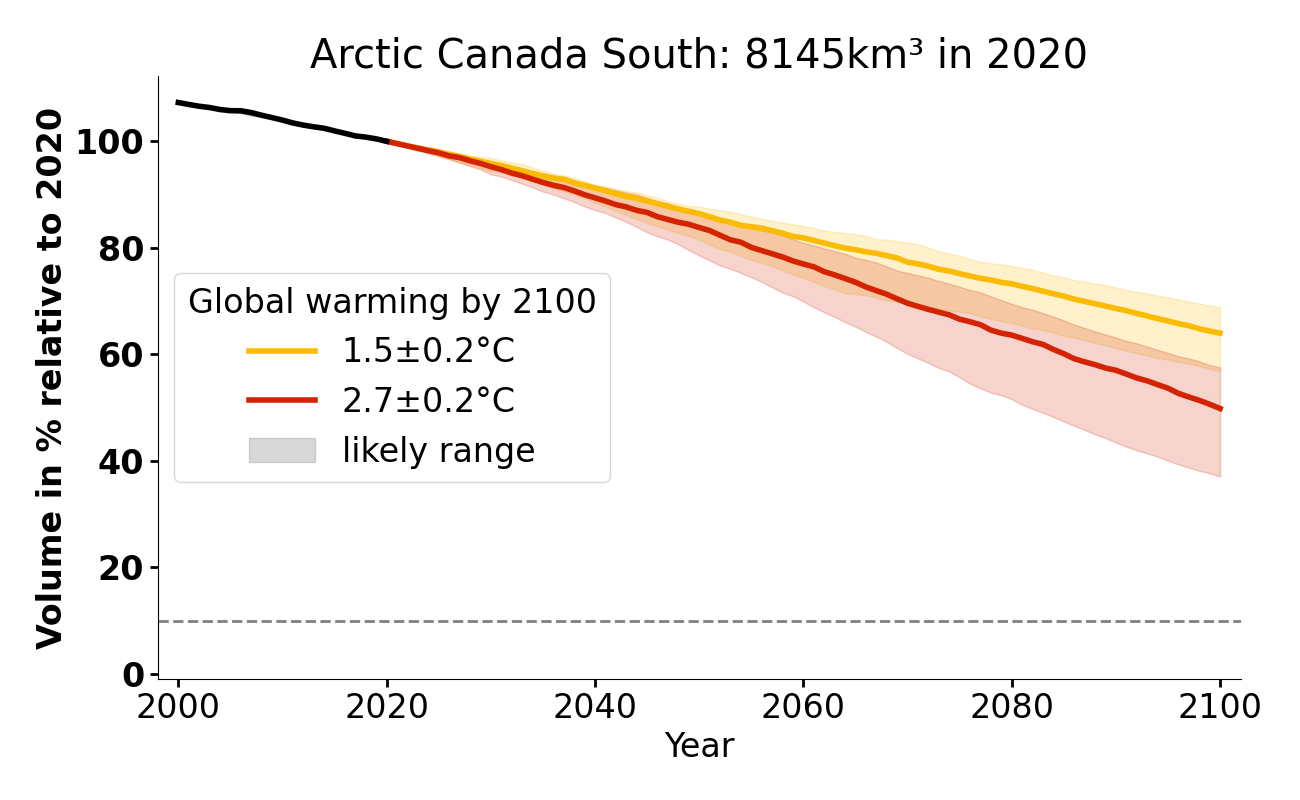 Arctic Canada South: 8145km³ in 2020
Volume in % relative to 2020
100
80
60
40
20
0
Global warming by 2100
1.5±0.2°C
2.7±0.2°C
likely range
2000 2020 2040 2060 2080 2100
Year